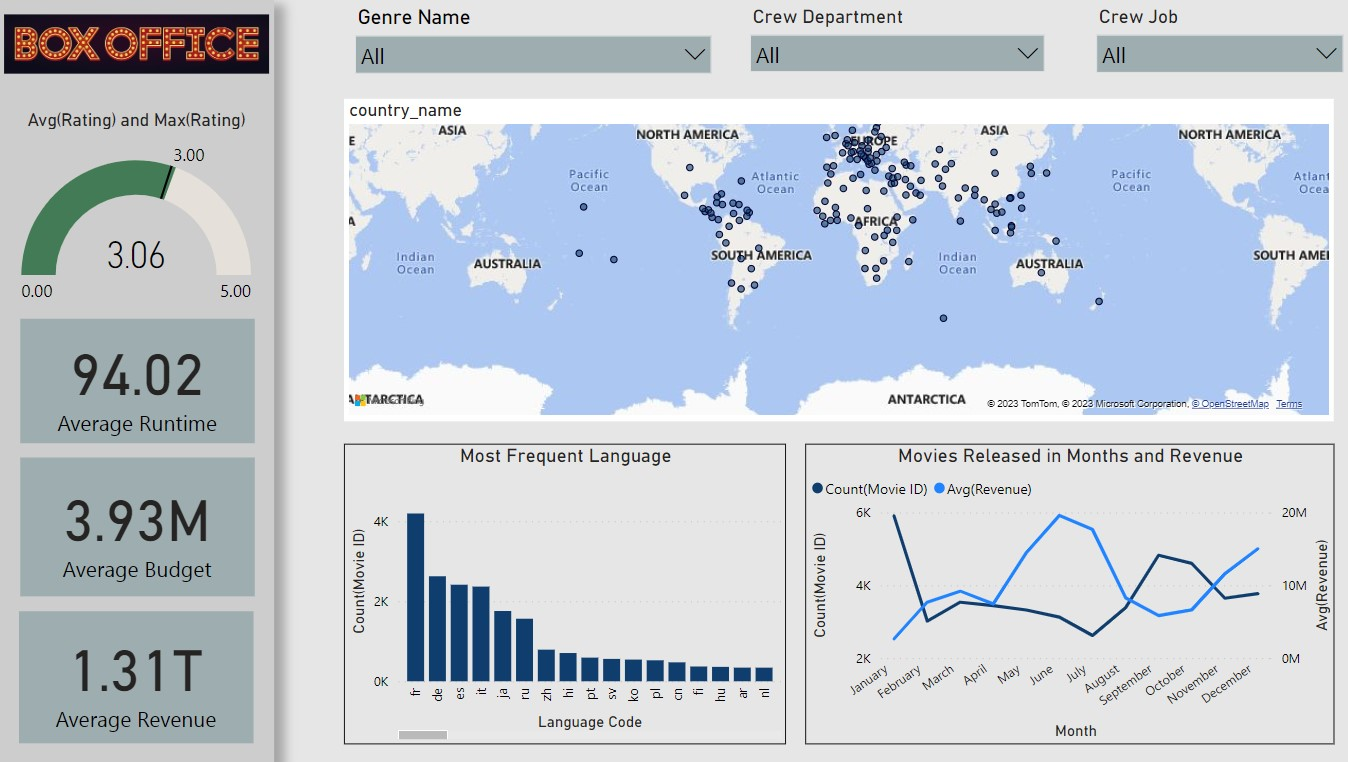 BOX OFFICE
Genre Name
Crew Department
Crew Job
All
All
All
Avg(Rating) and Max(Rating)
3.00
3.06
0.00
5.00
94.02
Average Runtime
3.93M
Average Budget
1.31T
Average Revenue
country_name
ASIA
NORTH AMERICA
EUROPE
ASIA
NORTH AMERICA
Pacific
Ocean
Atlantic
Ocean
Pacific
Ocean
Atlant
Ocea
AFRICA
Indian
Ocean
AUSTRALIA
SOUTH AMERICA
Indian
Ocean
AUSTRALIA
SOUTH AME
ANTARCTICA
ANTARCTICA
© 2023 TomTom, © 2023 Microsoft Corporation, © OpenStreetMap Terms
Most Frequent Language
Count(Movie ID)
4K
2K
0K
fr
de
es
it
ja
ru
zh
hi
pt
sv
ko
pl
cn
fi
hu
ar
nl
Language Code
Movies Released in Months and Revenue
Count(Movie ID) Avg(Revenue)
Count(Movie ID)
6K
4K
2K
20M
10M
0M
Avg(Revenue)
January
February
March
April
May
June
July
August
September
October
November
December
Month